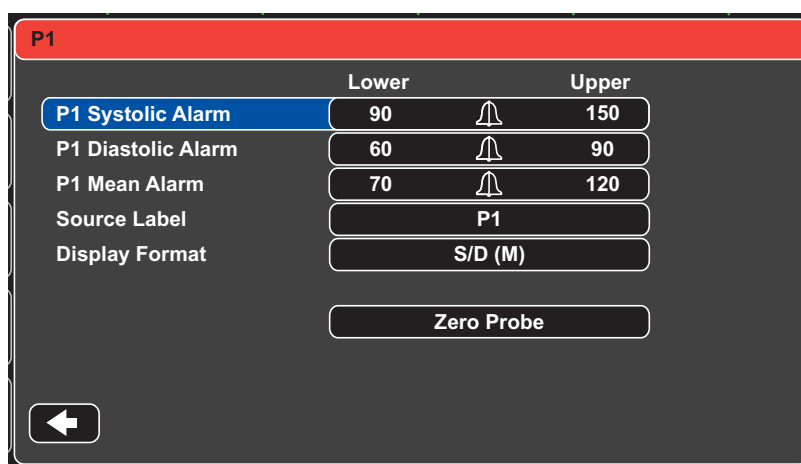 P1
Lower Upper
P1 Systolic Alarm 90 150
P1 Diastolic Alarm 60 90
P1 Mean Alarm 70 120
Source Label P1
Display Format S/D (M)
Zero Probe